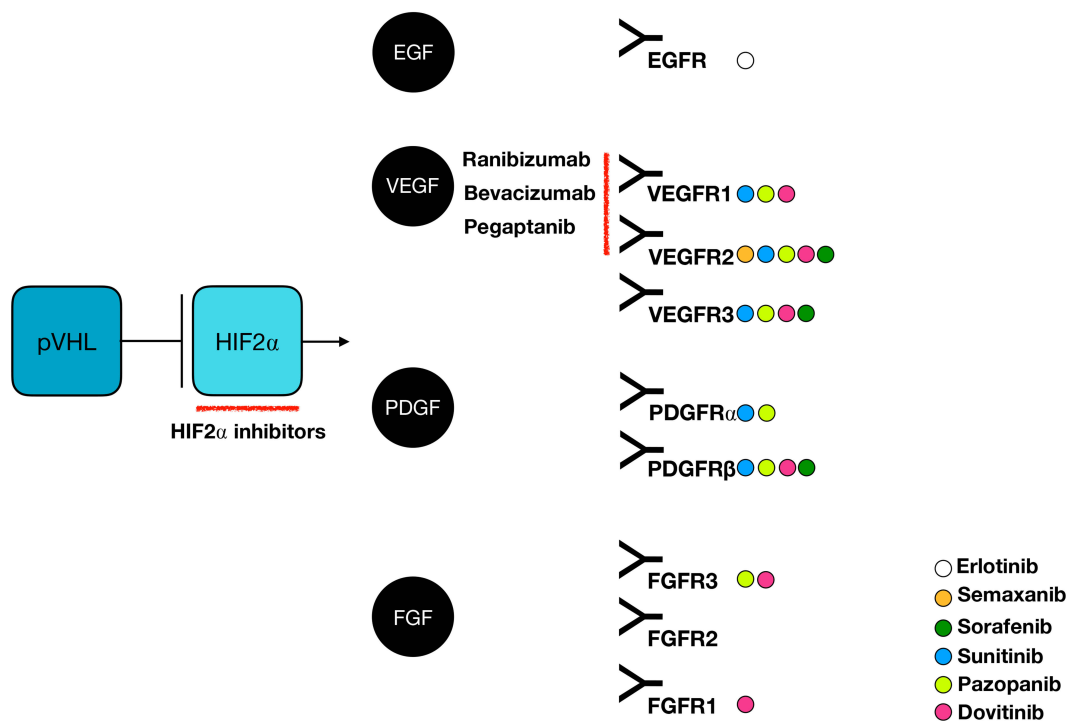 EGF
EGFR
VEGF
Ranibizumab
Bevacizumab
Pegaptanib
VEGFR1
VEGFR2
VEGFR3
pVHL
HIF2α
HIF2α inhibitors
PDGF
PDGFRα
PDGFRβ
FGF
FGFR3
FGFR2
FGFR1
Erlotinib
Semaxanib
Sorafenib
Sunitinib
Pazopanib
Dovitinib